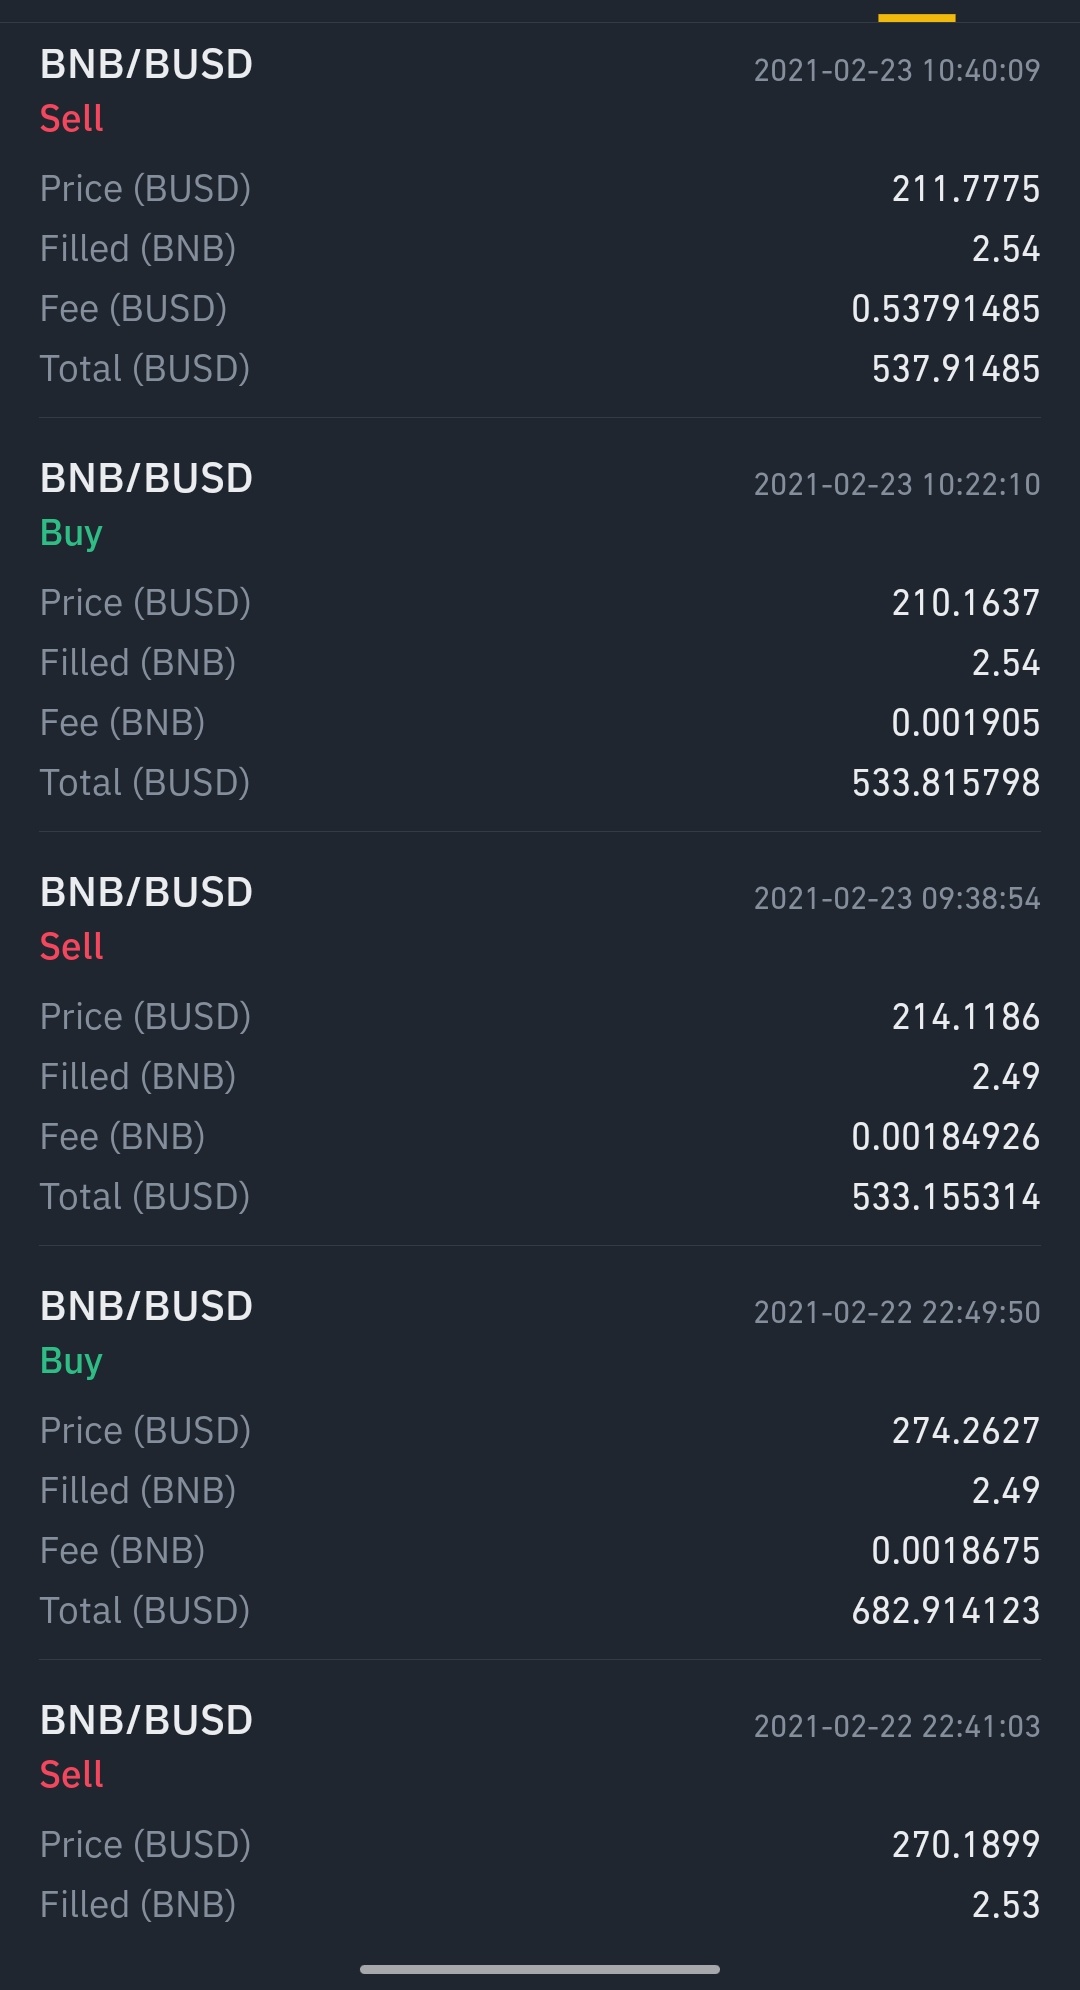 BNB/BUSD 2021-02-23 10:40:09
Sell
Price (BUSD) 211.7775
Filled (BNB) 2.54
Fee (BUSD) 0.53791485
Total (BUSD) 537.91485
BNB/BUSD 2021-02-23 10:22:10
Buy
Price (BUSD) 210.1637
Filled (BNB) 2.54
Fee (BNB) 0.001905
Total (BUSD) 533.815798
BNB/BUSD 2021-02-23 09:38:54
Sell
Price (BUSD) 214.1186
Filled (BNB) 2.49
Fee (BNB) 0.00184926
Total (BUSD) 533.155314
BNB/BUSD 2021-02-22 22:49:50
Buy
Price (BUSD) 274.2627
Filled (BNB) 2.49
Fee (BNB) 0.0018675
Total (BUSD) 682.914123
BNB/BUSD 2021-02-22 22:41:03
Sell
Price (BUSD) 270.1899
Filled (BNB) 2.53